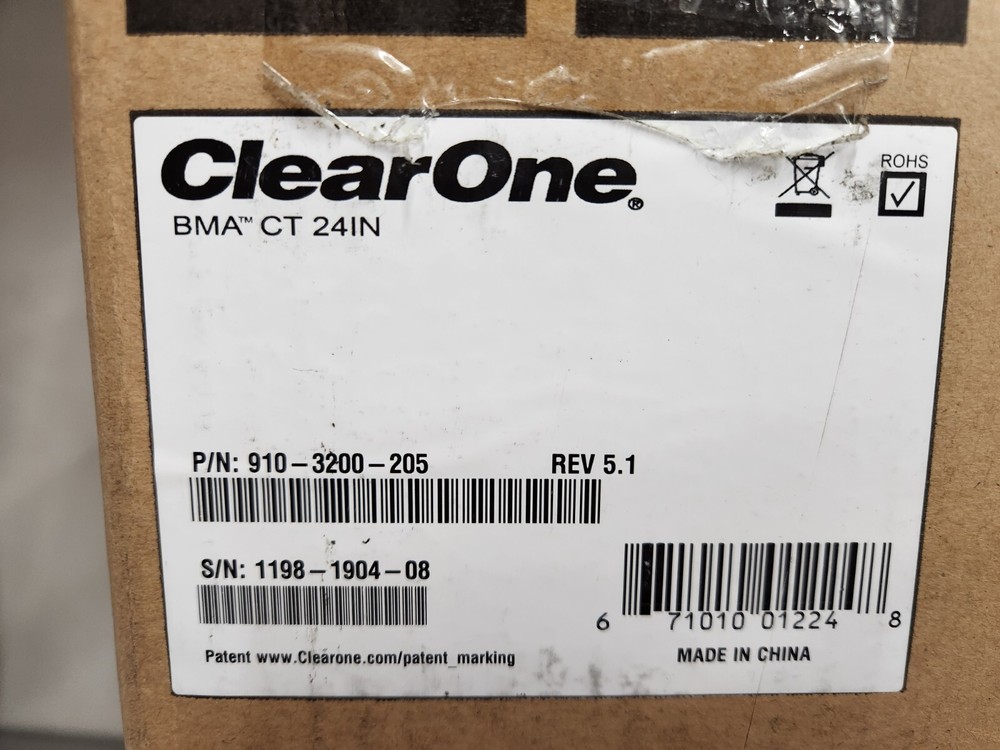 ClearOne®
BMA™ CT 24IN
ROHS
P/N: 910-3200-205 REV 5.1
S/N: 1198-1904-08
6 71010 01224 8
Patent www.Clearone.com/patent_marking
MADE IN CHINA